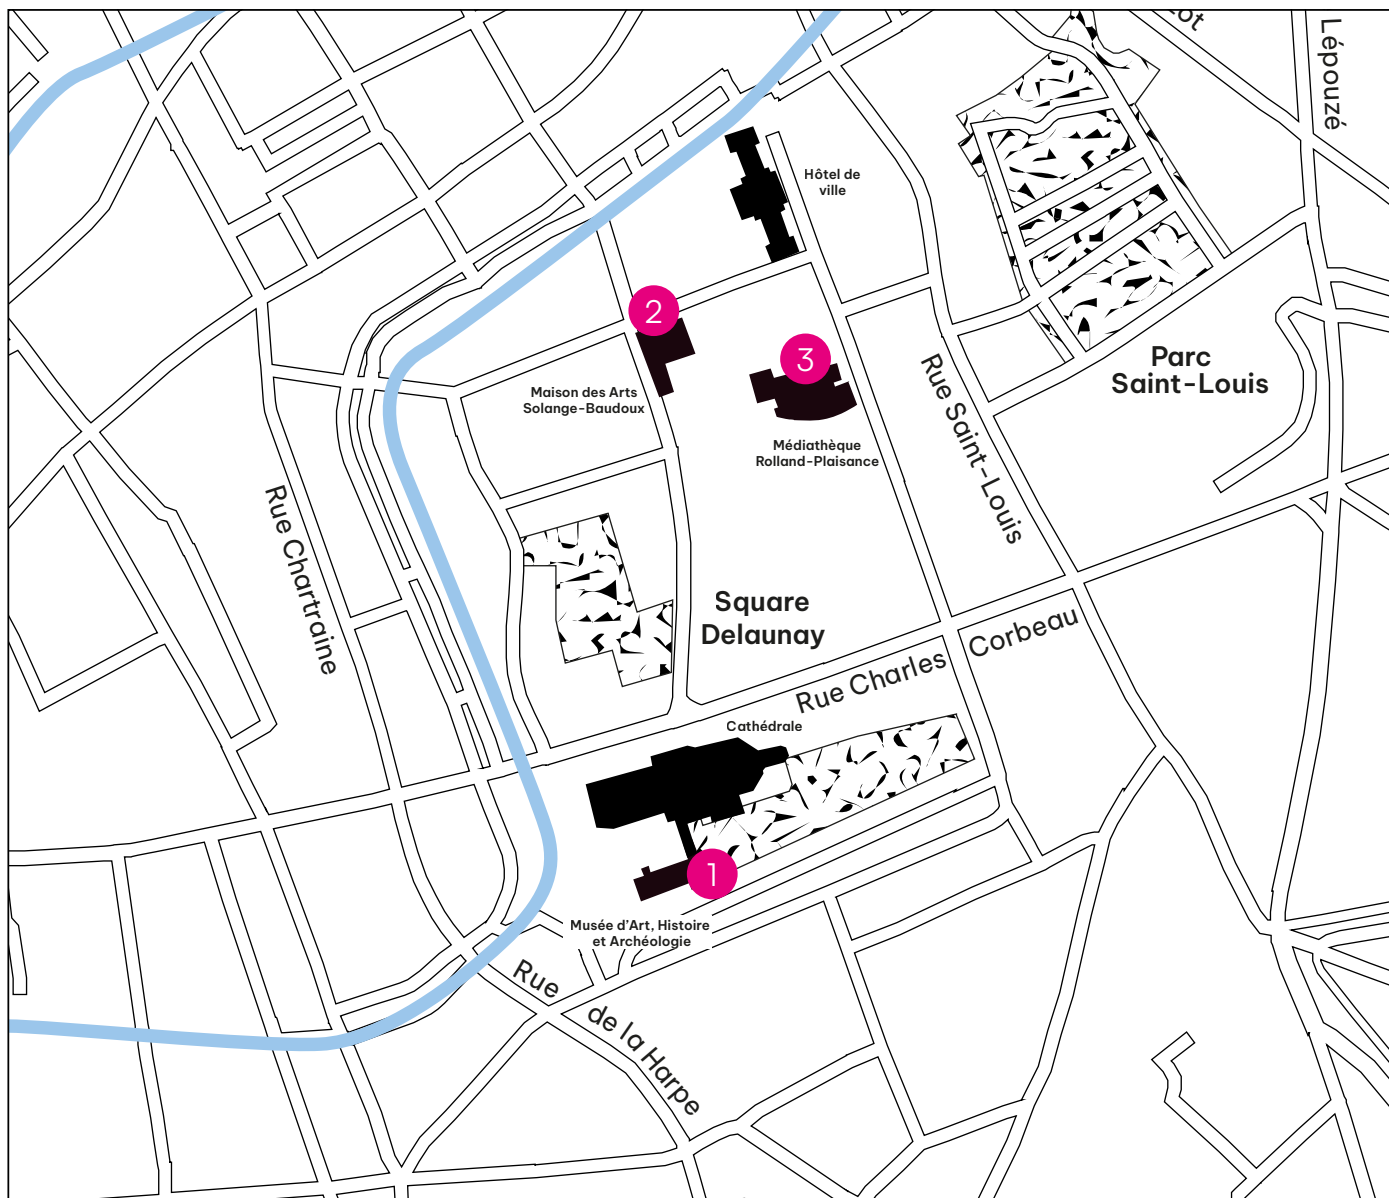 Lépouzé
Hôtel de
ville
2
3
Parc
Saint-Louis
Maison des Arts
Solange-Baudoux
Rue Saint-Louis
Médiathèque
Rolland-Plaisance
Rue Chartraine
Square
Delaunay
Rue Charles Corbeau
Cathédrale
1
Musée d'Art, Histoire
et Archéologie
Rue de la Harpe